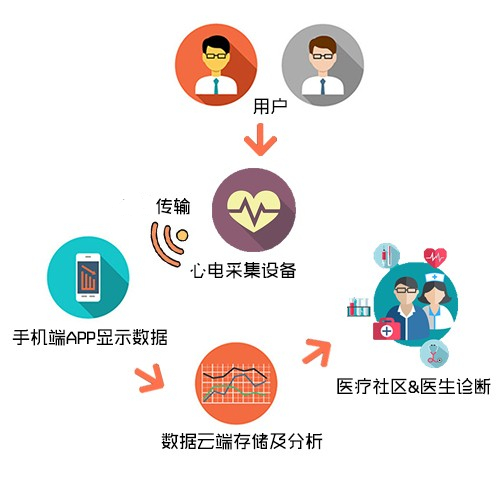 用户
传输
心电采集设备
手机端APP显示数据
医疗社区&医生诊断
数据云端存储及分析